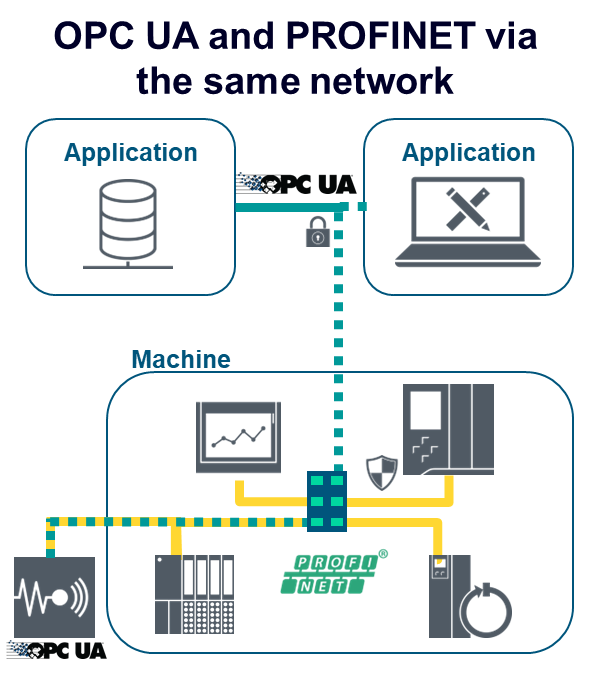 OPC UA and PROFINET via
the same network
Application
OPC UA
Application
Machine
PROFI
NET
®
OPC UA